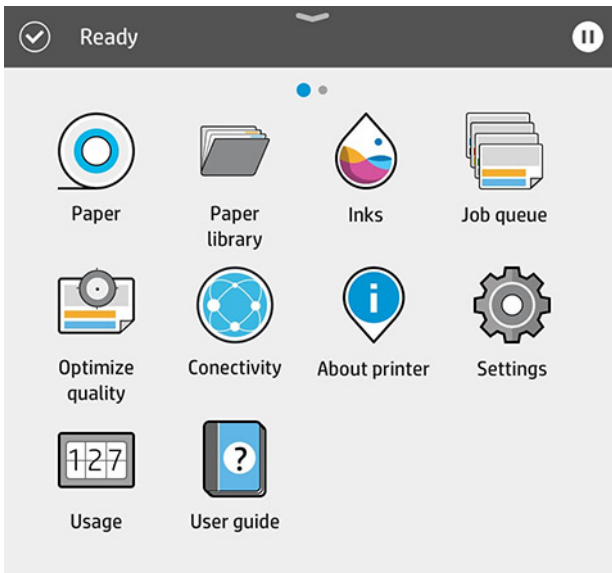 Ready
Paper
Paper
library
Inks
Job queue
Optimize
quality
Conectivity
i
About printer
Settings
127
Usage
?
User guide